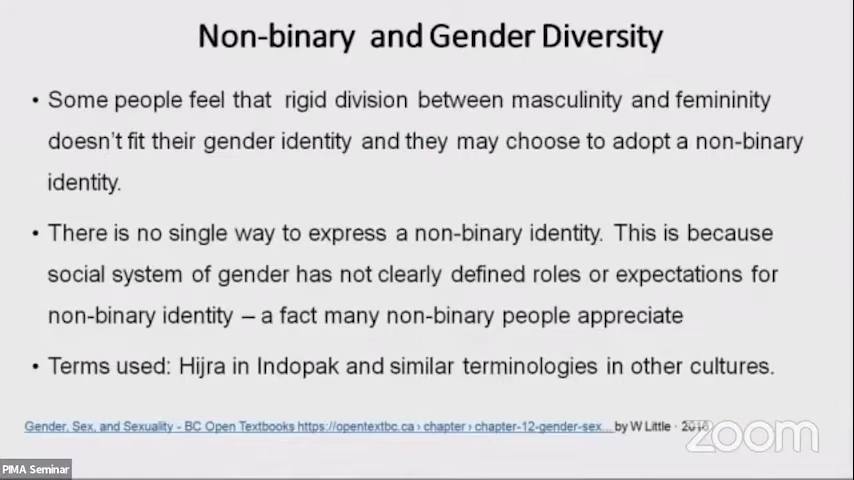 Non-binary and Gender Diversity
• Some people feel that rigid division between masculinity and femininity
doesn't fit their gender identity and they may choose to adopt a non-binary
identity.
• There is no single way to express a non-binary identity. This is because
social system of gender has not clearly defined roles or expectations for
non-binary identity – a fact many non-binary people appreciate
• Terms used: Hijra in Indopak and similar terminologies in other cultures.
Gender, Sex, and Sexuality - BC Open Textbooks https://opentextbc.ca › chapter › chapter-12-gender-sex... by W Little ·
zoom
PIMA Seminar